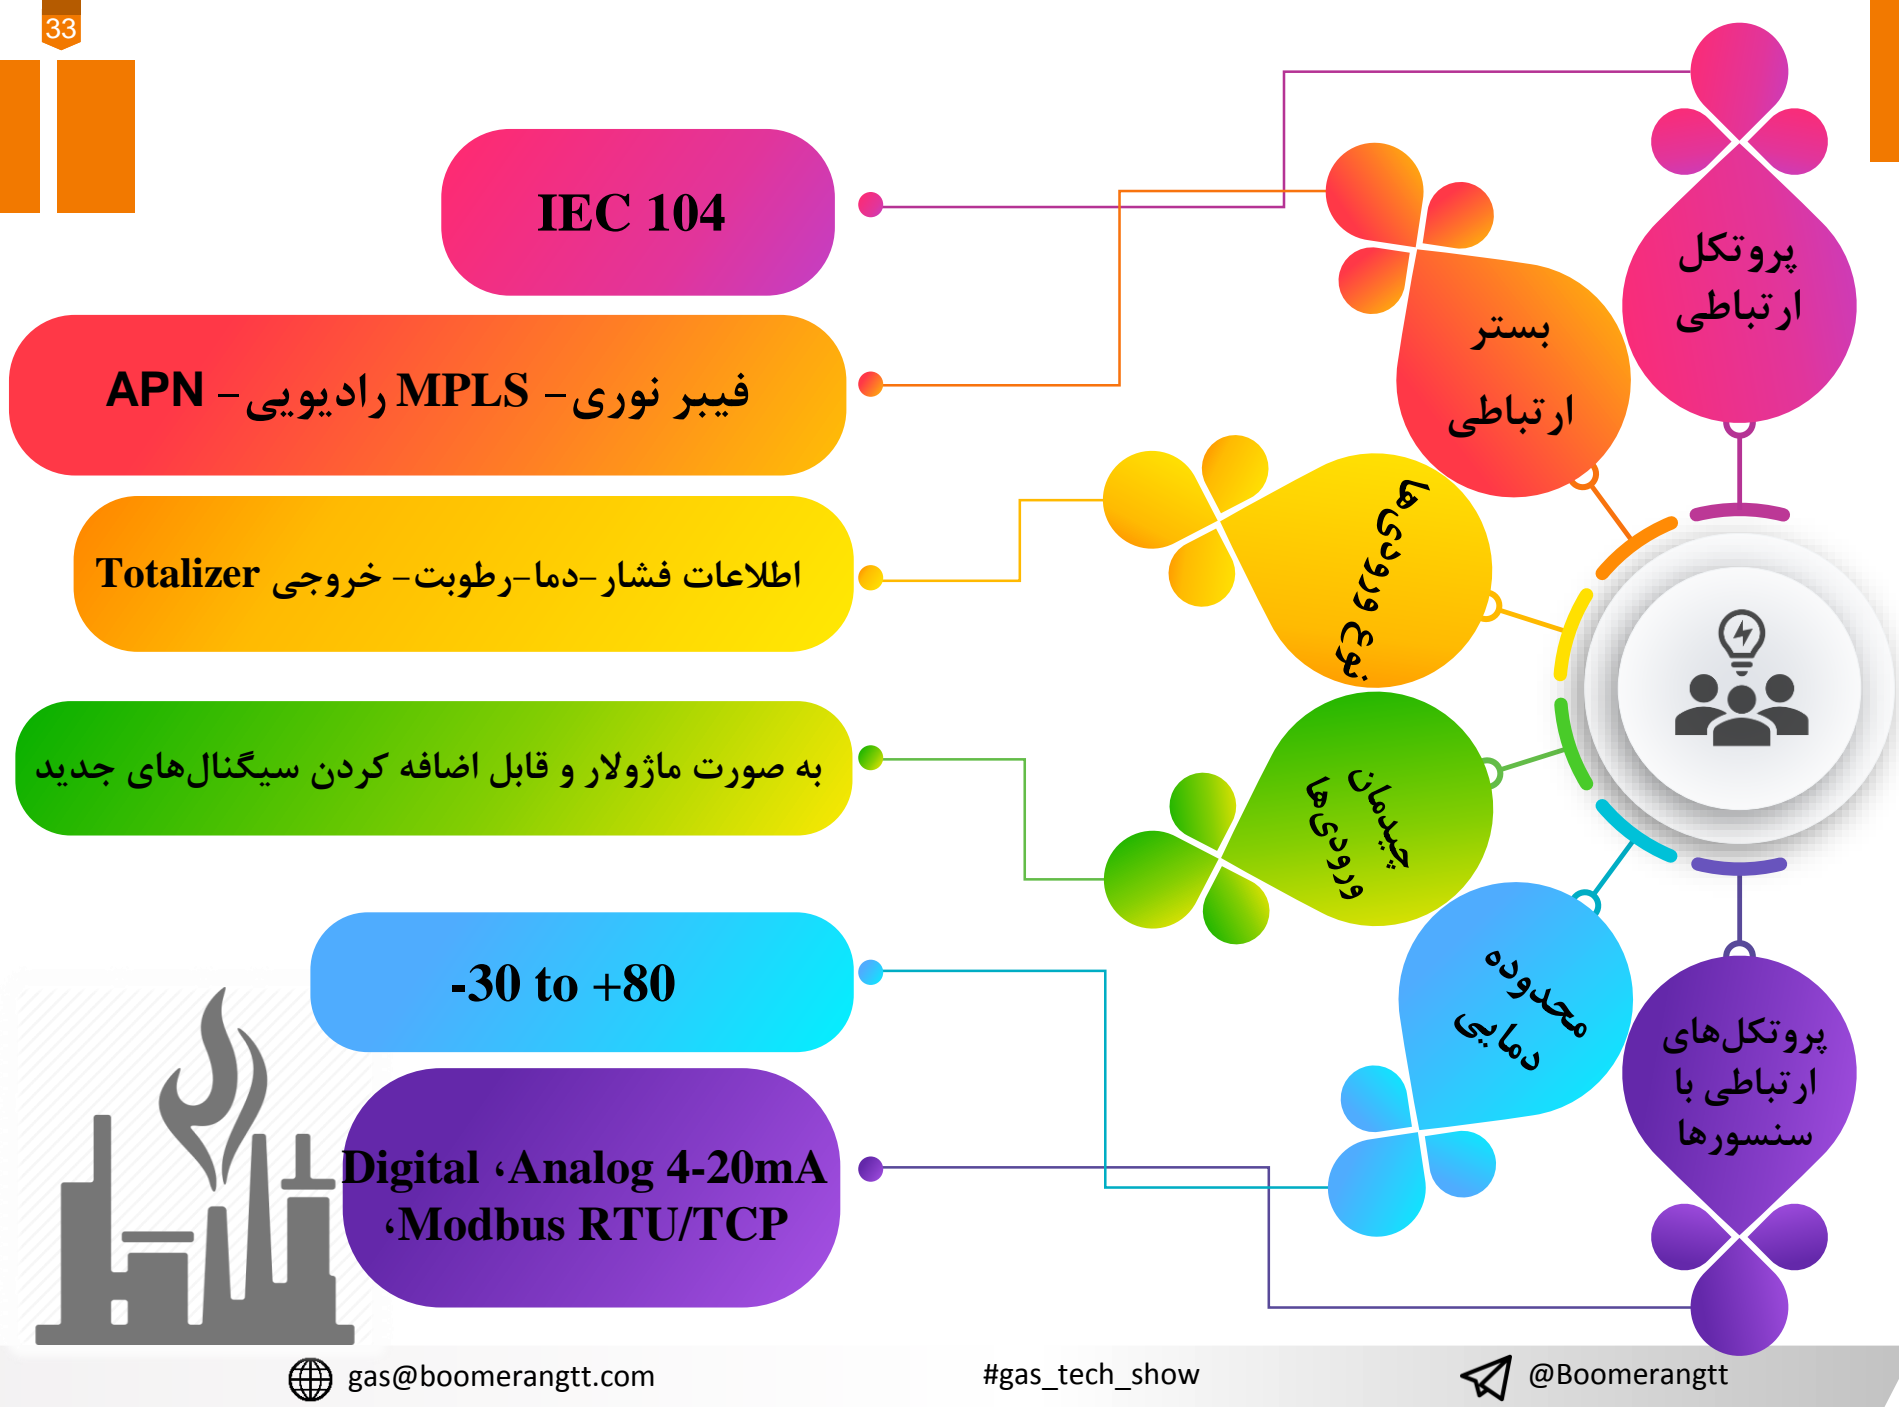 33
پروتکل
ارتباطی
IEC 104
بستر
ارتباطی
فیبر نوری- MPLS رادیویی- APN
نوع ورودی‌ها
اطلاعات فشار-دما-رطوبت- خروجی Totalizer
چیدمان
ورودی‌ها
به صورت ماژولار و قابل اضافه کردن سیگنال‌های جدید
محدوده
دمایی
-30 to +80
پروتکل‌های
ارتباطی با
سنسورها
Digital ،Analog 4-20mA
،Modbus RTU/TCP
gas@boomerangtt.com
#gas_tech_show
@Boomerangtt